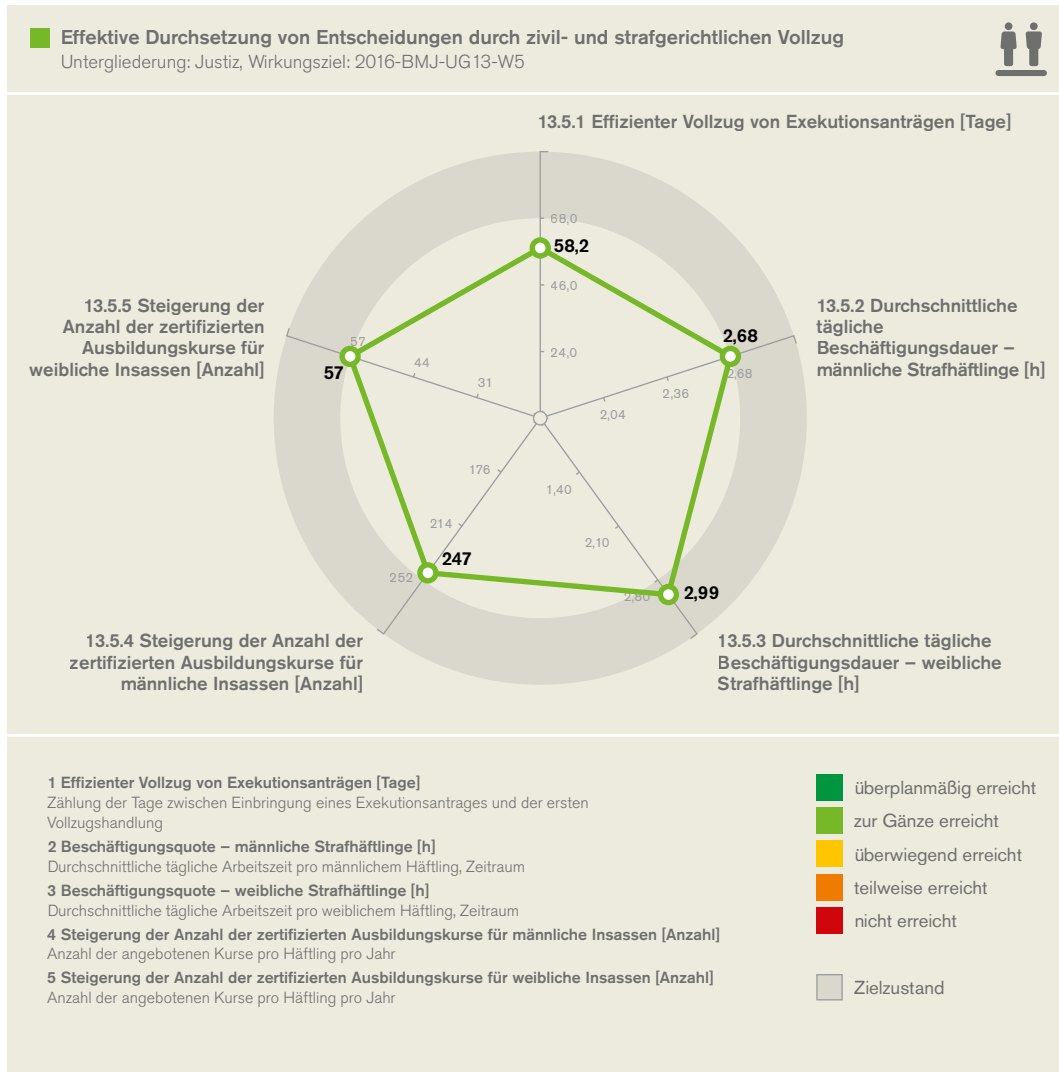 Effektive Durchsetzung von Entscheidungen durch zivil- und strafgerichtlichen Vollzug
Untergliederung: Justiz, Wirkungsziel: 2016-BMJ-UG 13-W5
13.5.1 Effizienter Vollzug von Exekutionsanträgen [Tage]
68,0
58,2
46,0
24,0
13.5.2 Durchschnittliche
tägliche
Beschäftigungsdauer –
männliche Strafhäftlinge [h]
2,68
2,68
2,36
2,04
13.5.3 Durchschnittliche tägliche
Beschäftigungsdauer – weibliche
Strafhäftlinge [h]
1,40
2,10
2,80
2,99
13.5.4 Steigerung der Anzahl der
zertifizierten Ausbildungskurse für
männliche Insassen [Anzahl]
176
214
252
247
13.5.5 Steigerung der
Anzahl der zertifizierten
Ausbildungskurse für
weibliche Insassen [Anzahl]
57
57
44
31
1 Effizienter Vollzug von Exekutionsanträgen [Tage]
Zählung der Tage zwischen Einbringung eines Exekutionsantrages und der ersten
Vollzugshandlung
2 Beschäftigungsquote – männliche Strafhäftlinge [h]
Durchschnittliche tägliche Arbeitszeit pro männlichem Häftling, Zeitraum
3 Beschäftigungsquote – weibliche Strafhäftlinge [h]
Durchschnittliche tägliche Arbeitszeit pro weiblichem Häftling, Zeitraum
4 Steigerung der Anzahl der zertifizierten Ausbildungskurse für männliche Insassen [Anzahl]
Anzahl der angebotenen Kurse pro Häftling pro Jahr
5 Steigerung der Anzahl der zertifizierten Ausbildungskurse für weibliche Insassen [Anzahl]
Anzahl der angebotenen Kurse pro Häftling pro Jahr
überplanmäßig erreicht
zur Gänze erreicht
überwiegend erreicht
teilweise erreicht
nicht erreicht
Zielzustand